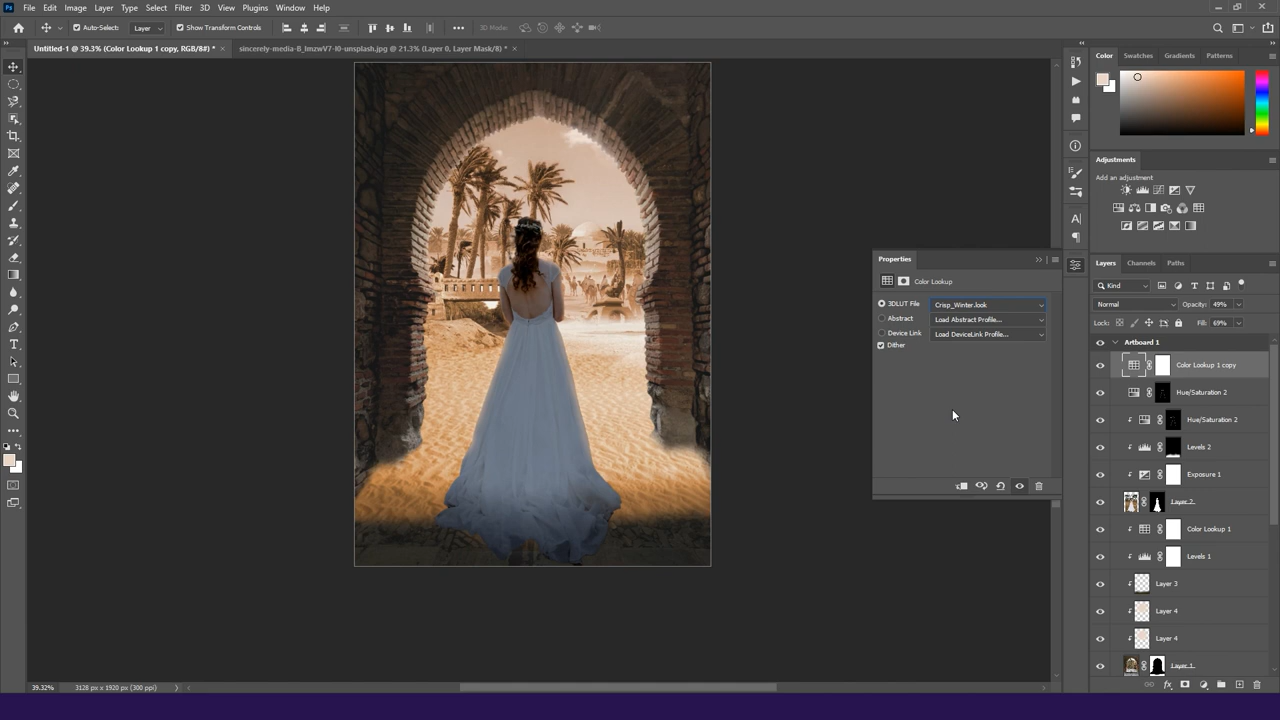 Ps File Edit Image Layer Type Select Filter 3D View Plugins Window Help
Auto-Select: Layer Show Transform Controls 3D Mode:
Untitled-1 @ 39.3% (Color Lookup 1 copy, RGB/8#) * × sincerely-media-B_lmzwV7-I0-unsplash.jpg @ 21.3% (Layer 0, Layer Mask/8) * ×
Color Swatches Gradients Patterns
Adjustments
Add an adjustment
Properties
Color Lookup
3DLUT File Crisp_Winter.look
Abstract Load Abstract Profile...
Device Link Load DeviceLink Profile...
Dither
Layers Channels Paths
Kind
Normal Opacity: 49%
Lock: Fill: 69%
Artboard 1
Color Lookup 1 copy
Hue/Saturation 2
Hue/Saturation 2
Levels 2
Exposure 1
Layer 2
Color Lookup 1
Levels 1
Layer 3
Layer 4
Layer 4
Layer 1
39.32% 3128 px x 1920 px (300 ppi)
fx